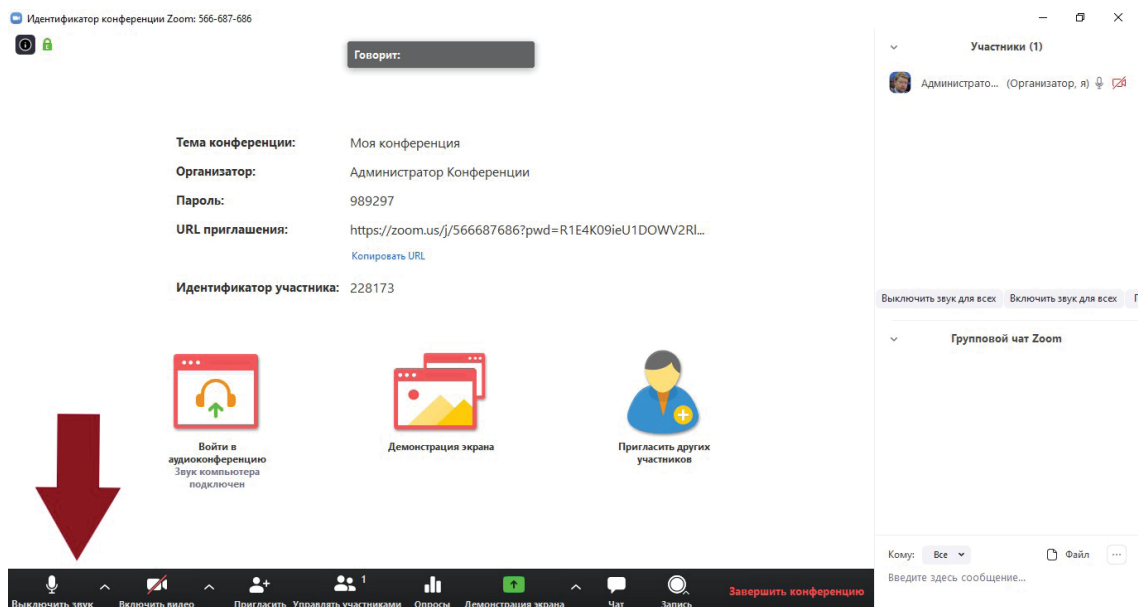 Идентификатор конференции Zoom: 566-687-686
Говорит:
Участники (1)
Администрато... (Организатор, я)
Тема конференции: Моя конференция
Организатор: Администратор Конференции
Пароль: 989297
URL приглашения: https://zoom.us/j/566687686?pwd=R1E4K09ieU1DOWV2Rl...
Копировать URL
Идентификатор участника: 228173
Выключить звук для всех Включить звук для всех
Групповой чат Zoom
Войти в
аудиоконференцию
Звук компьютера
подключен
Демонстрация экрана
Пригласить других
участников
Кому: Все Файл ...
Введите здесь сообщение...
1
Выключить звук Включить видео Пригласить Управлять участниками Опросы Демонстрация экрана Чат Запись
Завершить конференцию